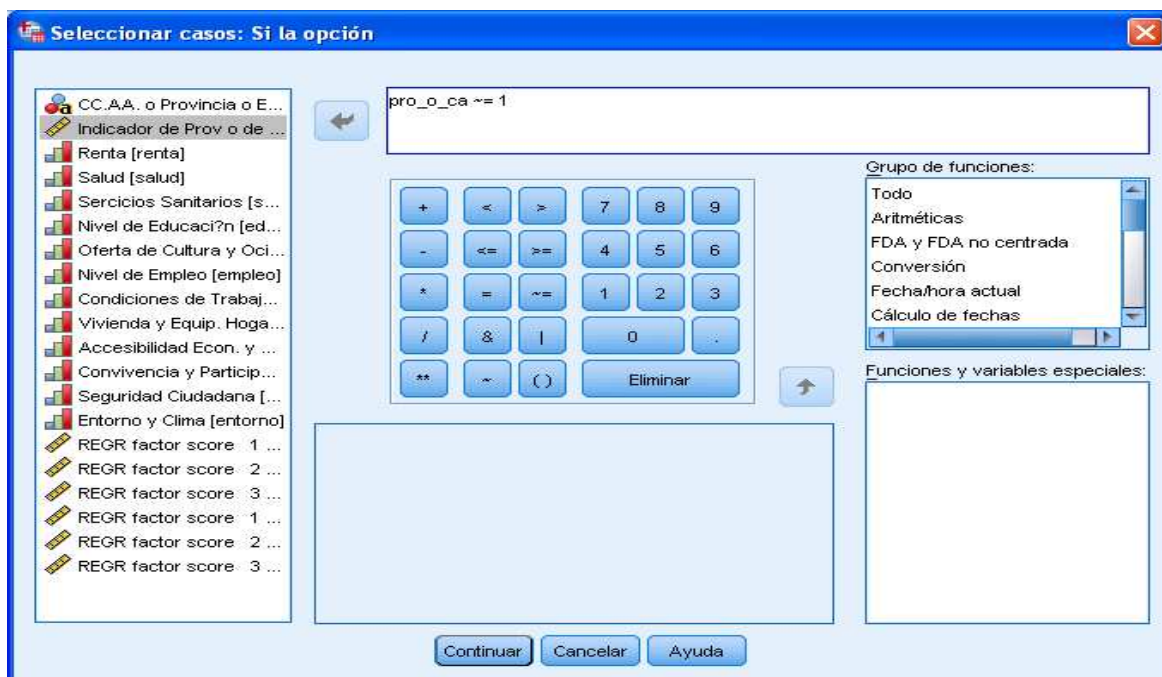 Seleccionar casos: Si la opción
CC.AA. o Provincia o E...
Indicador de Prov o de ...
Renta [renta]
Salud [salud]
Sercicios Sanitarios [s...
Nivel de Educaci?n [ed...
Oferta de Cultura y Oci...
Nivel de Empleo [empleo]
Condiciones de Trabaj...
Vivienda y Equip. Hoga...
Accesibilidad Econ. y ...
Convivencia y Particip...
Seguridad Ciudadana [...
Entorno y Clima [entorno]
REGR factor score 1 ...
REGR factor score 2 ...
REGR factor score 3 ...
REGR factor score 1 ...
REGR factor score 2 ...
REGR factor score 3 ...
pro_o_ca ~= 1
+ < > 7 8 9
- <= >= 4 5 6
* = ~= 1 2 3
/ & | 0 .
** ~ ( ) Eliminar
Grupo de funciones:
Todo
Aritméticas
FDA y FDA no centrada
Conversión
Fecha/hora actual
Cálculo de fechas
Funciones y variables especiales:
Continuar Cancelar Ayuda